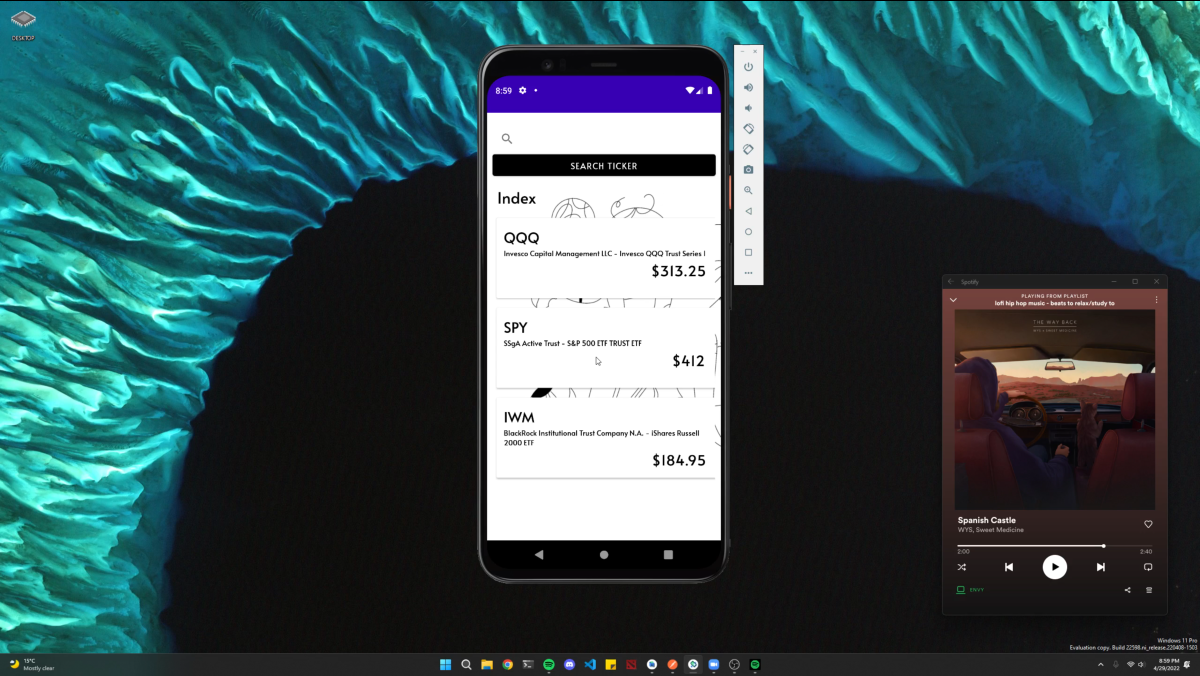 DESKTOP
8:59
SEARCH TICKER
Index
QQQ
Invesco Capital Management LLC - Invesco QQQ Trust Series I
$313.25
SPY
SSgA Active Trust - S&P 500 ETF TRUST ETF
$412
IWM
BlackRock Institutional Trust Company N.A. - iShares Russell
2000 ETF
$184.95
Spotify
PLAYING FROM PLAYLIST
lofi hip hop music - beats to relax/study to
THE WAY BACK
WYS & SWEET MEDICINE
Spanish Castle
WYS, Sweet Medicine
2:00
2:40
ENVY
Windows 11 Pro
Evaluation copy. Build 22598.ni_release.220408-1503
15°C
Mostly clear
8:59 PM
4/29/2022